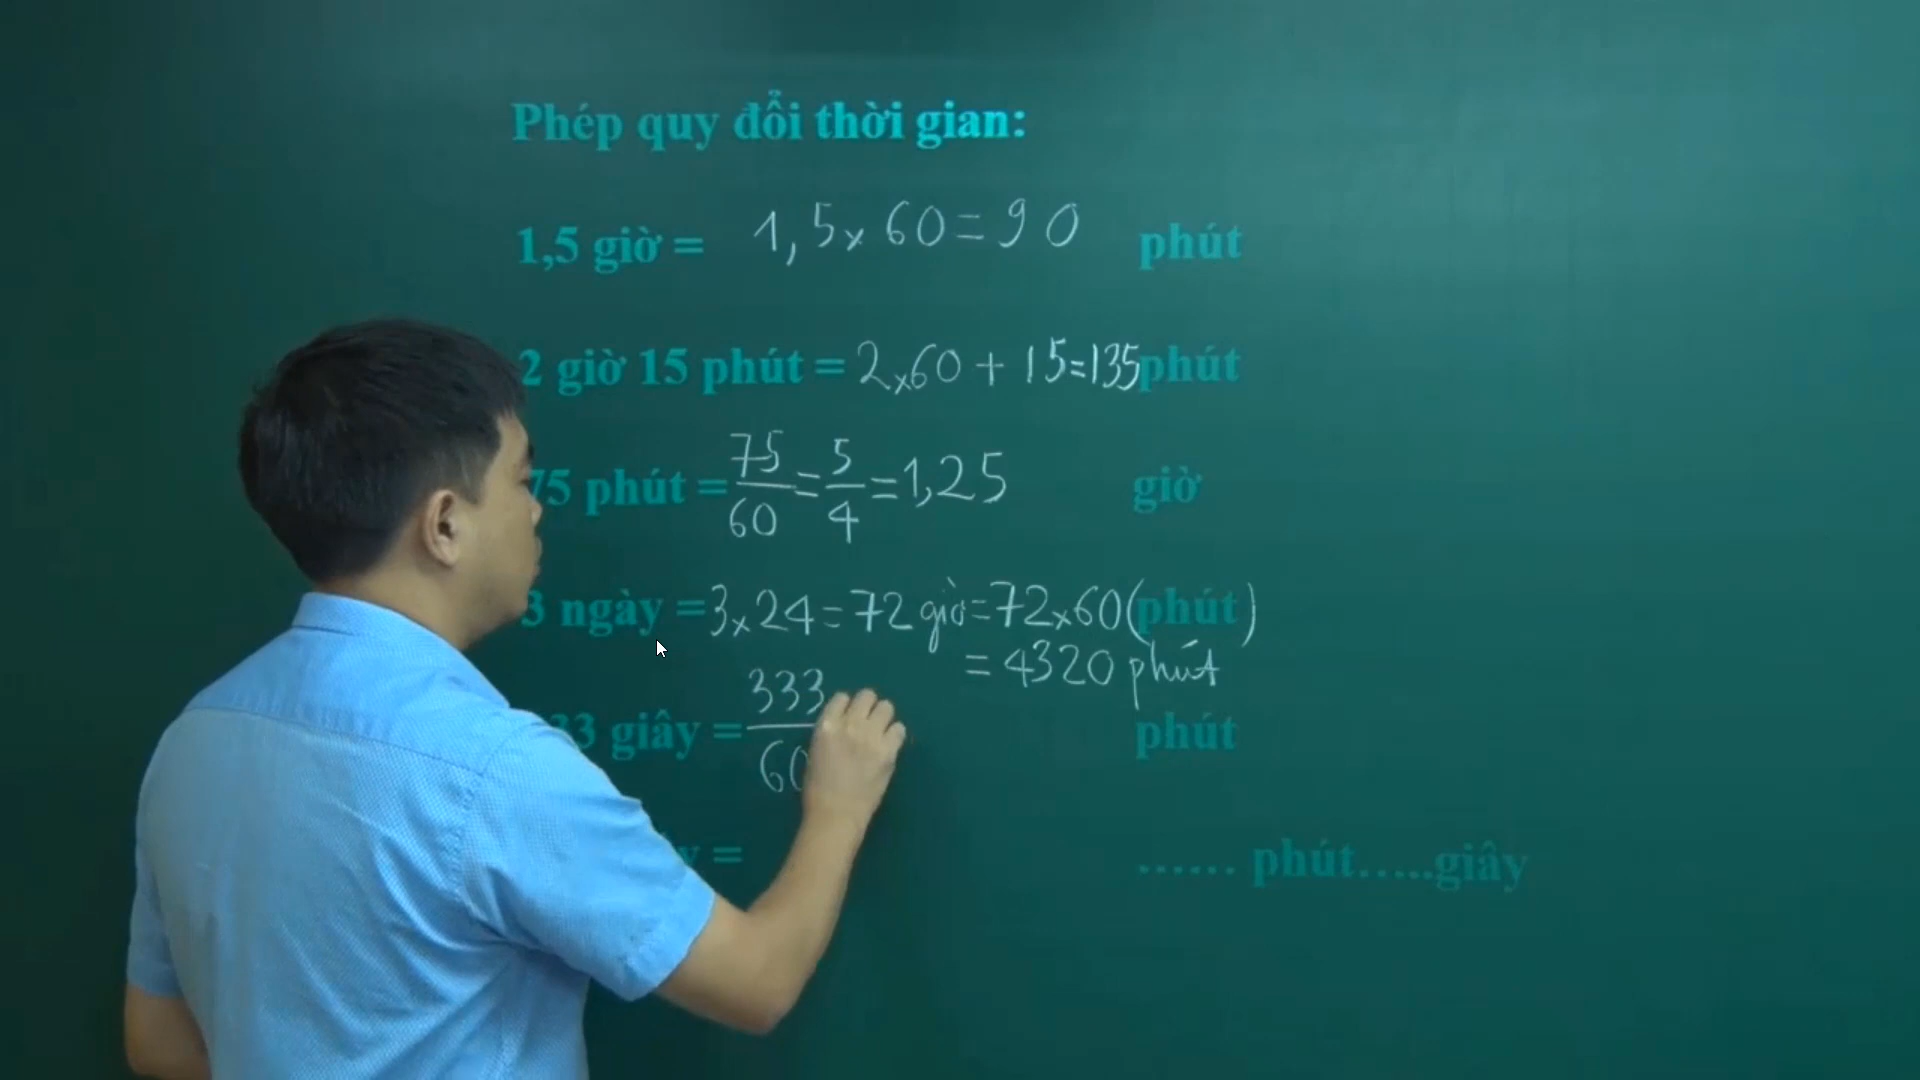 Phép quy đổi thời gian:
1,5 giờ = 1,5 x 60 = 90 phút
2 giờ 15 phút = 2 x 60 + 15 = 135 phút
75 phút = 75/60 = 5/4 = 1,25 giờ
3 ngày = 3 x 24 = 72 giờ = 72 x 60 (phút)
= 4320 phút
33 giây = 333/60 phút
= ...... phút.....giây